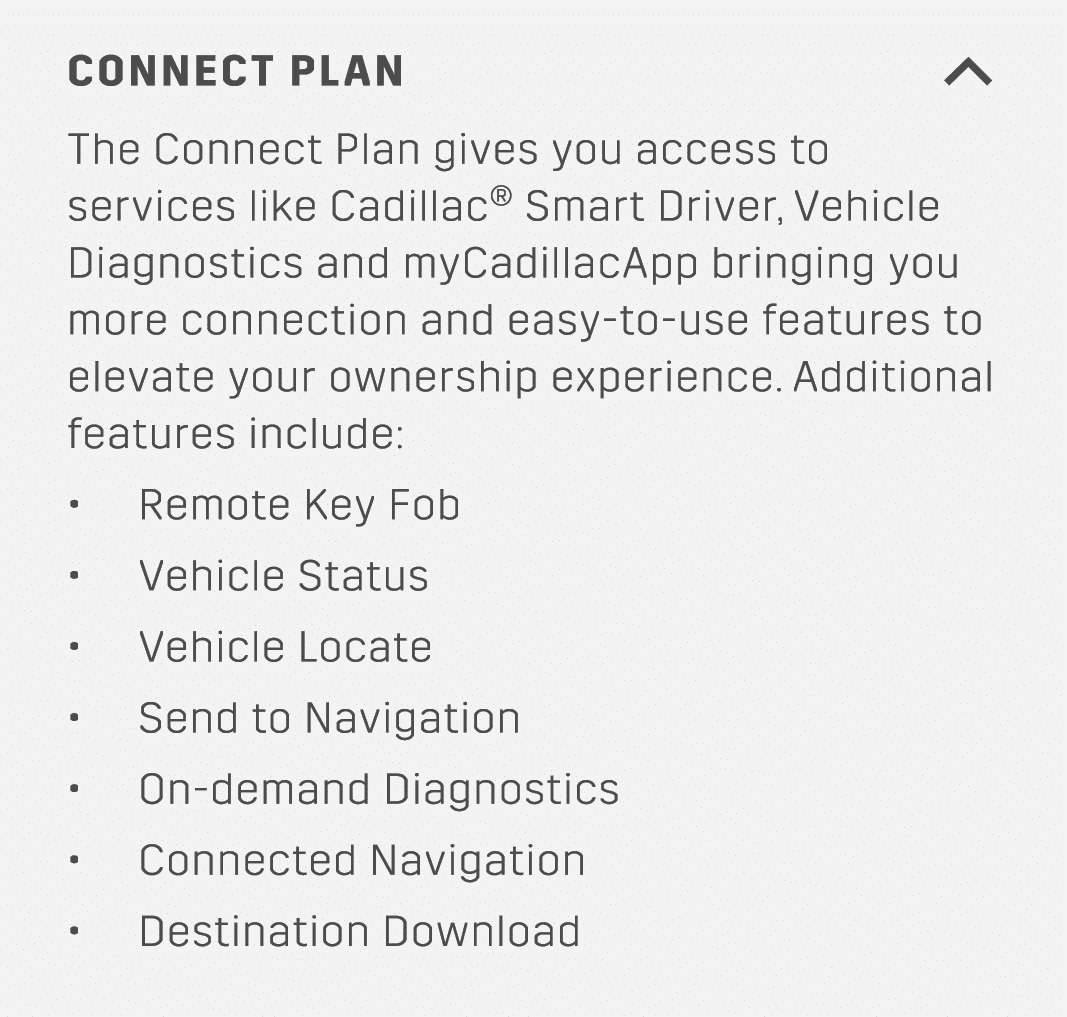 CONNECT PLAN
The Connect Plan gives you access to
services like Cadillac® Smart Driver, Vehicle
Diagnostics and myCadillacApp bringing you
more connection and easy-to-use features to
elevate your ownership experience. Additional
features include:
• Remote Key Fob
• Vehicle Status
• Vehicle Locate
• Send to Navigation
• On-demand Diagnostics
• Connected Navigation
• Destination Download